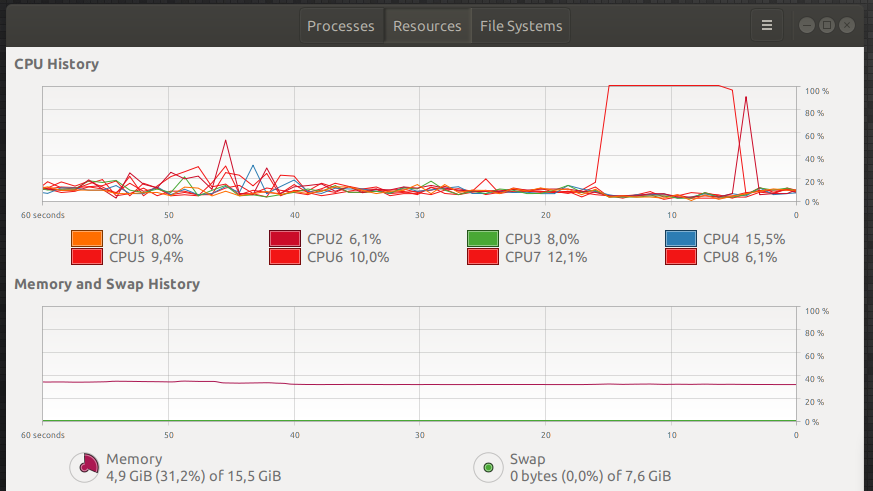 Processes Resources File Systems
CPU History
100 %
80 %
60 %
40 %
20 %
0 %
60 seconds 50 40 30 20 10 0
CPU1 8,0% CPU2 6,1% CPU3 8,0% CPU4 15,5%
CPU5 9,4% CPU6 10,0% CPU7 12,1% CPU8 6,1%
Memory and Swap History
100 %
80 %
60 %
40 %
20 %
0 %
60 seconds 50 40 30 20 10 0
Memory Swap
4,9 GiB (31,2%) of 15,5 GiB 0 bytes (0,0%) of 7,6 GiB